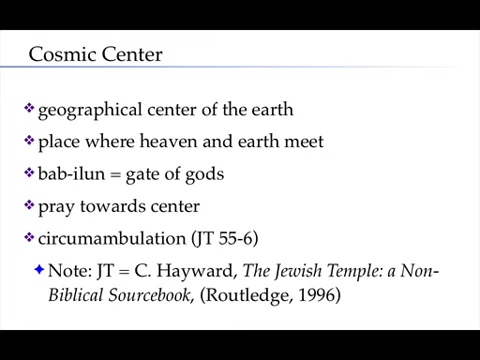 Cosmic Center
❖ geographical center of the earth
❖ place where heaven and earth meet
❖ bab-ilun = gate of gods
❖ pray towards center
❖ circumambulation (JT 55-6)
✦ Note: JT = C. Hayward, The Jewish Temple: a Non-
Biblical Sourcebook, (Routledge, 1996)